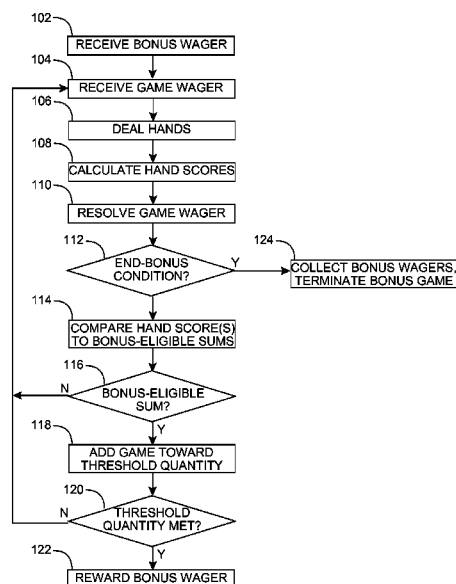 102
RECEIVE BONUS WAGER
104
RECEIVE GAME WAGER
106
DEAL HANDS
108
CALCULATE HAND SCORES
110
RESOLVE GAME WAGER
112
END-BONUS
CONDITION?
Y
124
COLLECT BONUS WAGERS,
TERMINATE BONUS GAME
114
COMPARE HAND SCORE(S)
TO BONUS-ELIGIBLE SUMS
116
N
BONUS-ELIGIBLE
SUM?
Y
118
ADD GAME TOWARD
THRESHOLD QUANTITY
120
N
THRESHOLD
QUANTITY MET?
Y
122
REWARD BONUS WAGER